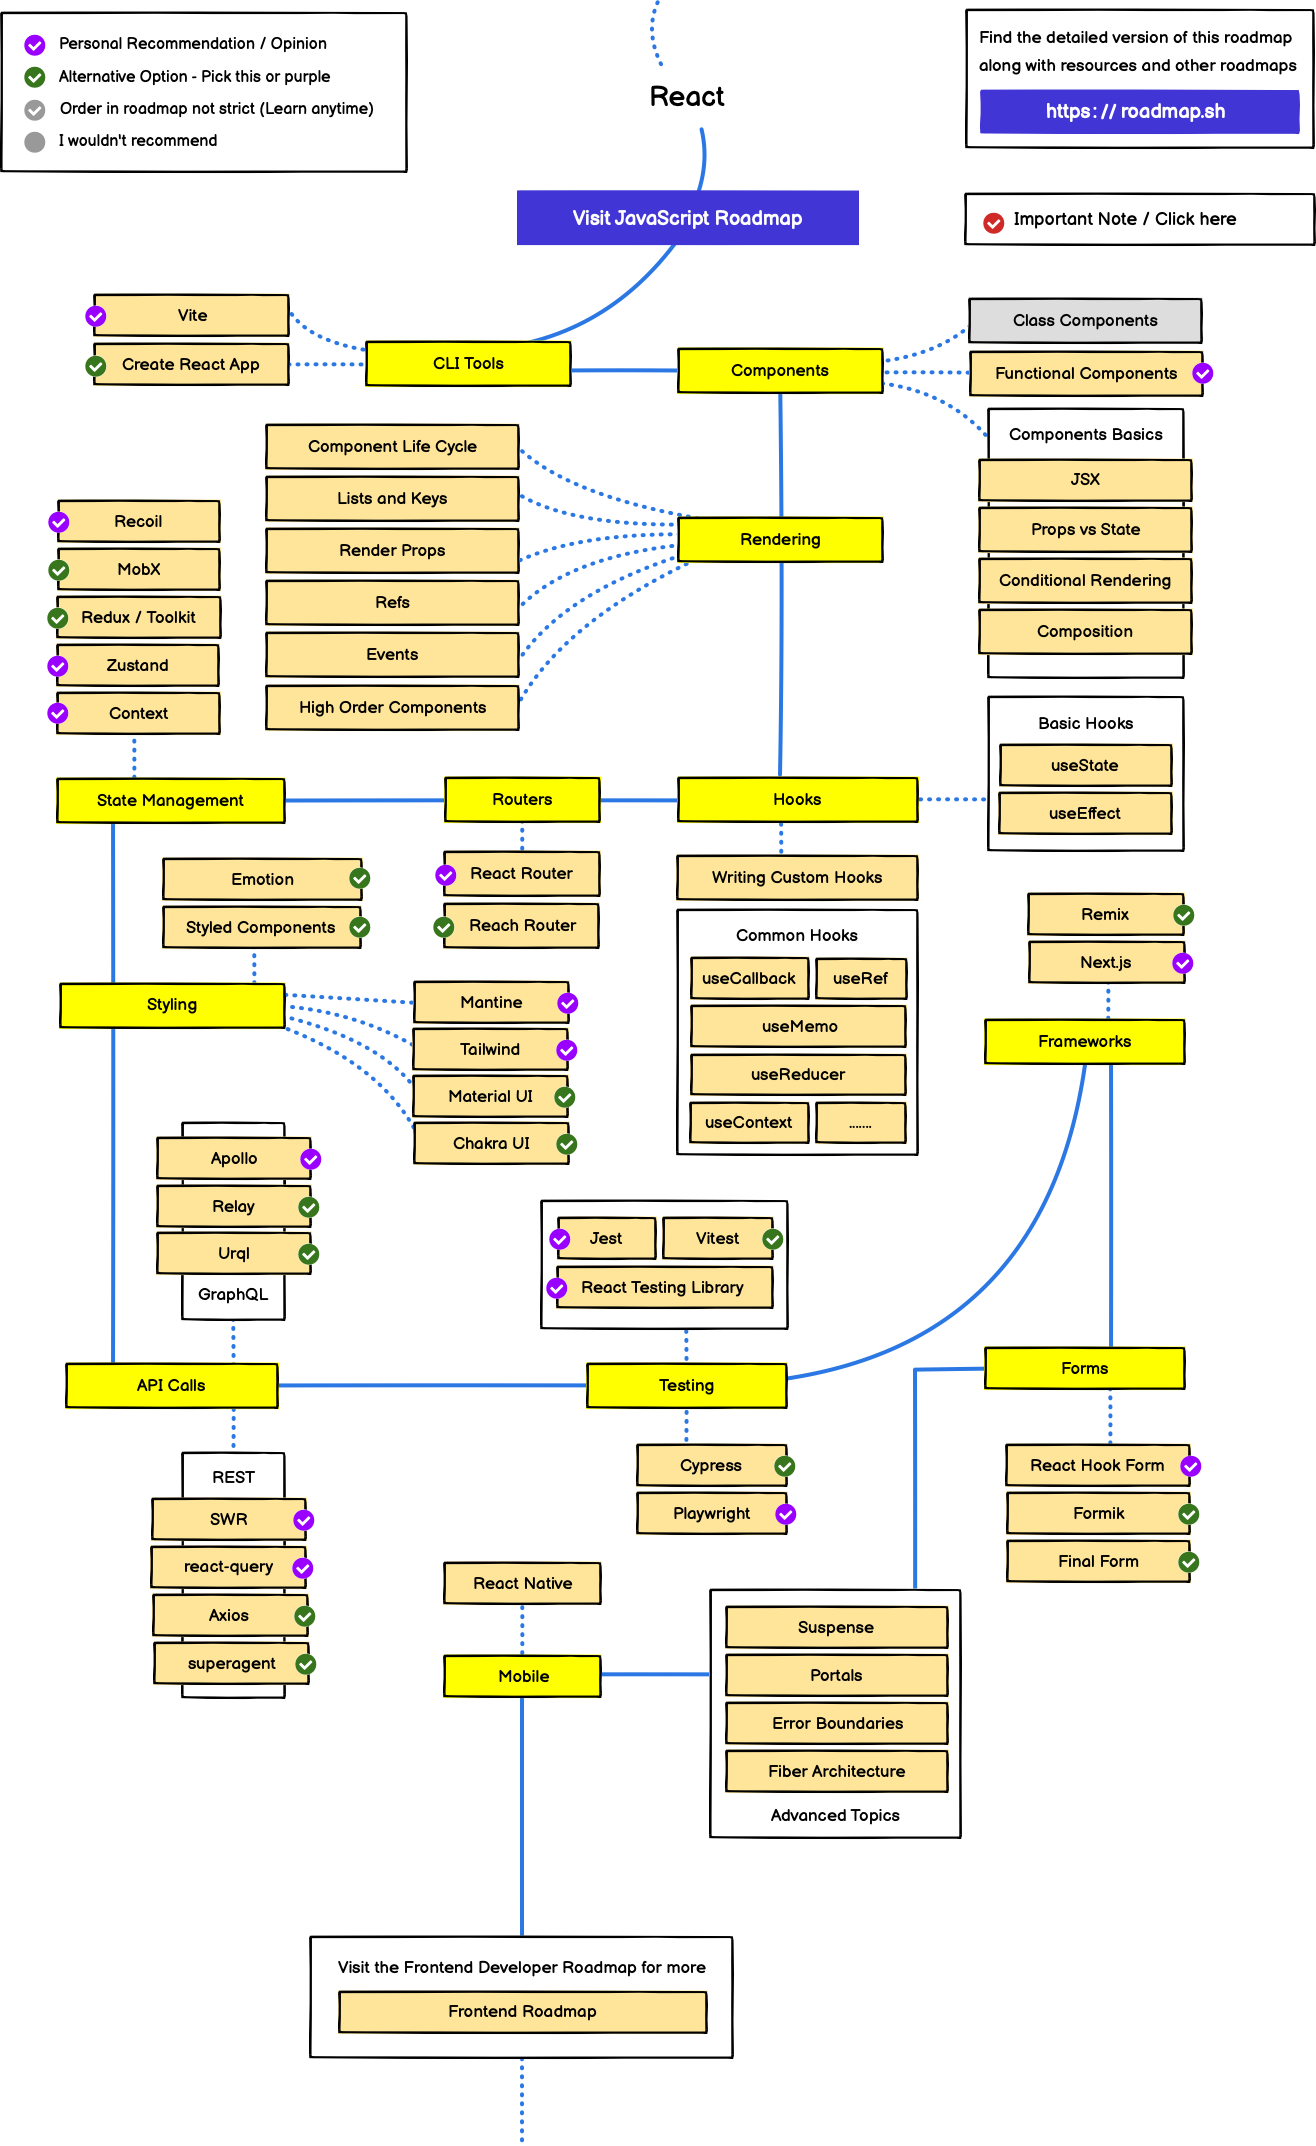 Personal Recommendation / Opinion
Alternative Option - Pick this or purple
Order in roadmap not strict (Learn anytime)
I wouldn't recommend
React
Find the detailed version of this roadmap
along with resources and other roadmaps
https://roadmap.sh
Visit JavaScript Roadmap
Important Note / Click here
Vite
Create React App
CLI Tools
Components
Class Components
Functional Components
Components Basics
JSX
Props vs State
Conditional Rendering
Composition
Component Life Cycle
Lists and Keys
Render Props
Refs
Events
High Order Components
Rendering
Recoil
MobX
Redux / Toolkit
Zustand
Context
State Management
Routers
Hooks
Basic Hooks
useState
useEffect
React Router
Reach Router
Writing Custom Hooks
Common Hooks
useCallback
useRef
useMemo
useReducer
useContext
.......
Emotion
Styled Components
Styling
Mantine
Tailwind
Material UI
Chakra UI
Remix
Next.js
Frameworks
Apollo
Relay
Urql
GraphQL
API Calls
Jest
Vitest
React Testing Library
Testing
Forms
REST
SWR
react-query
Axios
superagent
Cypress
Playwright
React Hook Form
Formik
Final Form
React Native
Mobile
Suspense
Portals
Error Boundaries
Fiber Architecture
Advanced Topics
Visit the Frontend Developer Roadmap for more
Frontend Roadmap